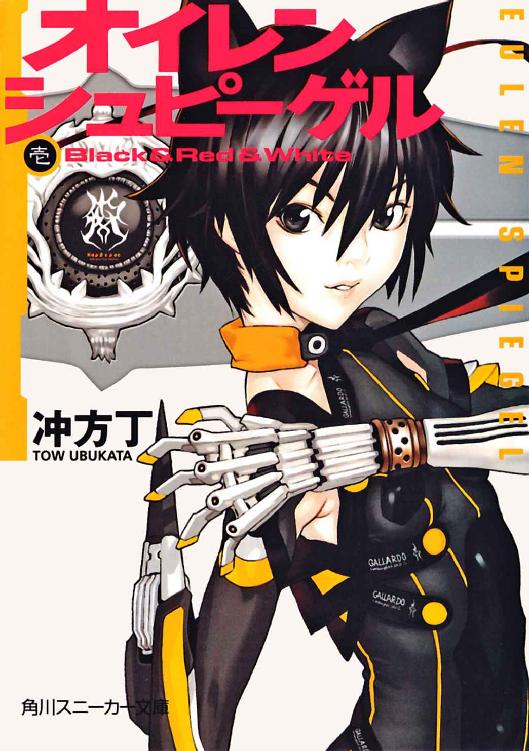 オイレン
シュピーゲル
壱 Black&Red&White
EULEN SPIEGEL
冲方丁
TOW UBUKATA
GALLARDO
GALLARDO
GALLARDO
角川スニーカー文庫